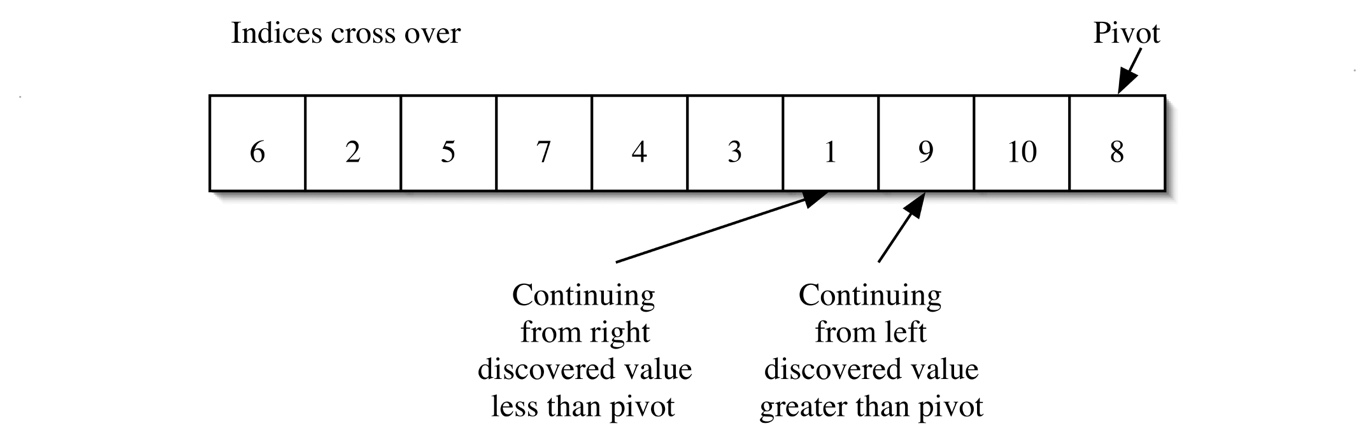 Indices cross over
Pivot
6 2 5 7 4 3 1 9 10 8
Continuing
from right
discovered value
less than pivot
Continuing
from left
discovered value
greater than pivot